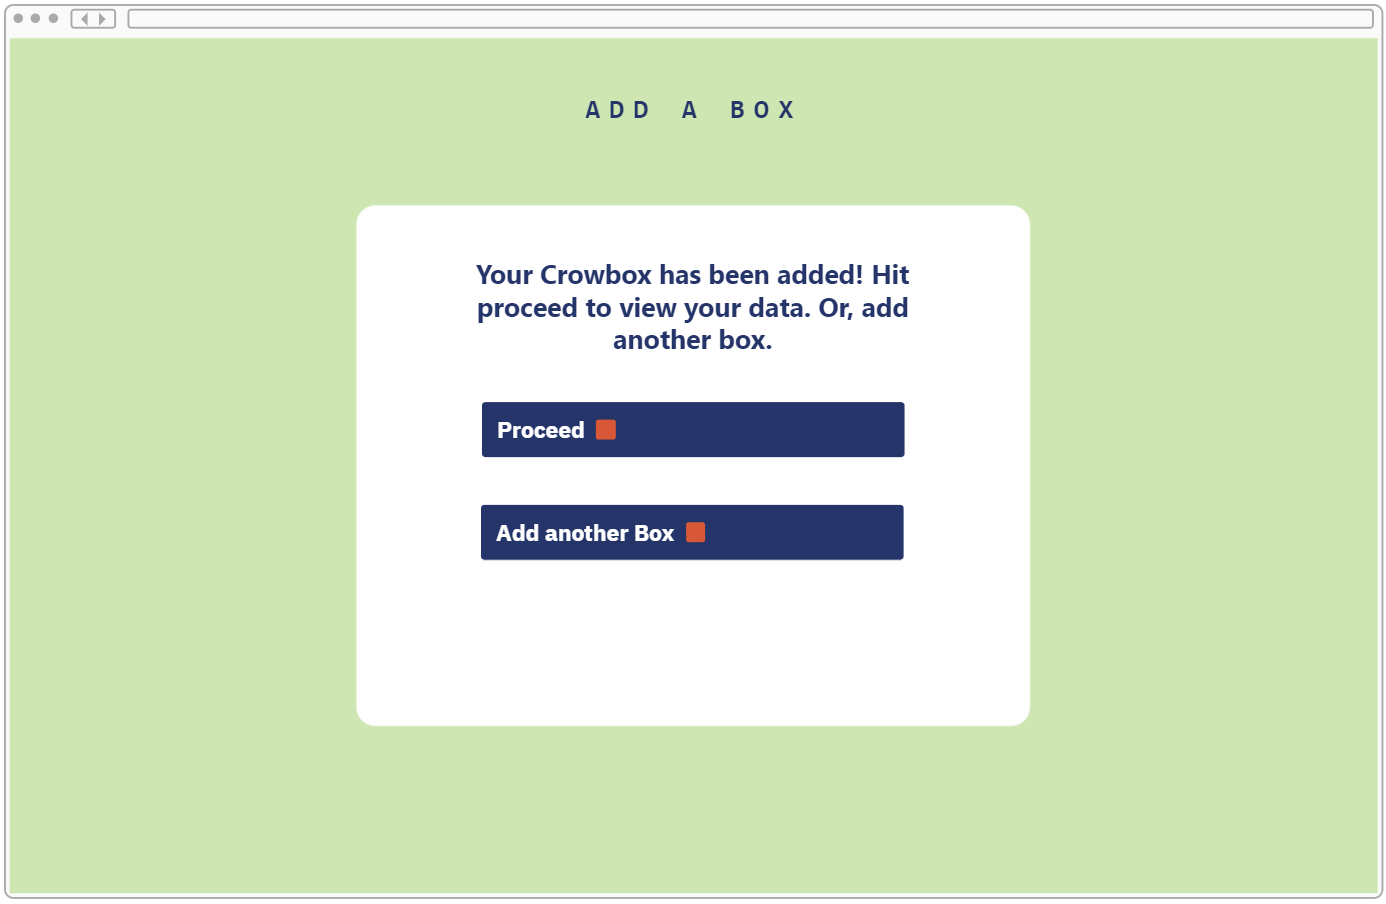 ADD A BOX
Your Crowbox has been added! Hit
proceed to view your data. Or, add
another box.
Proceed
Add another Box